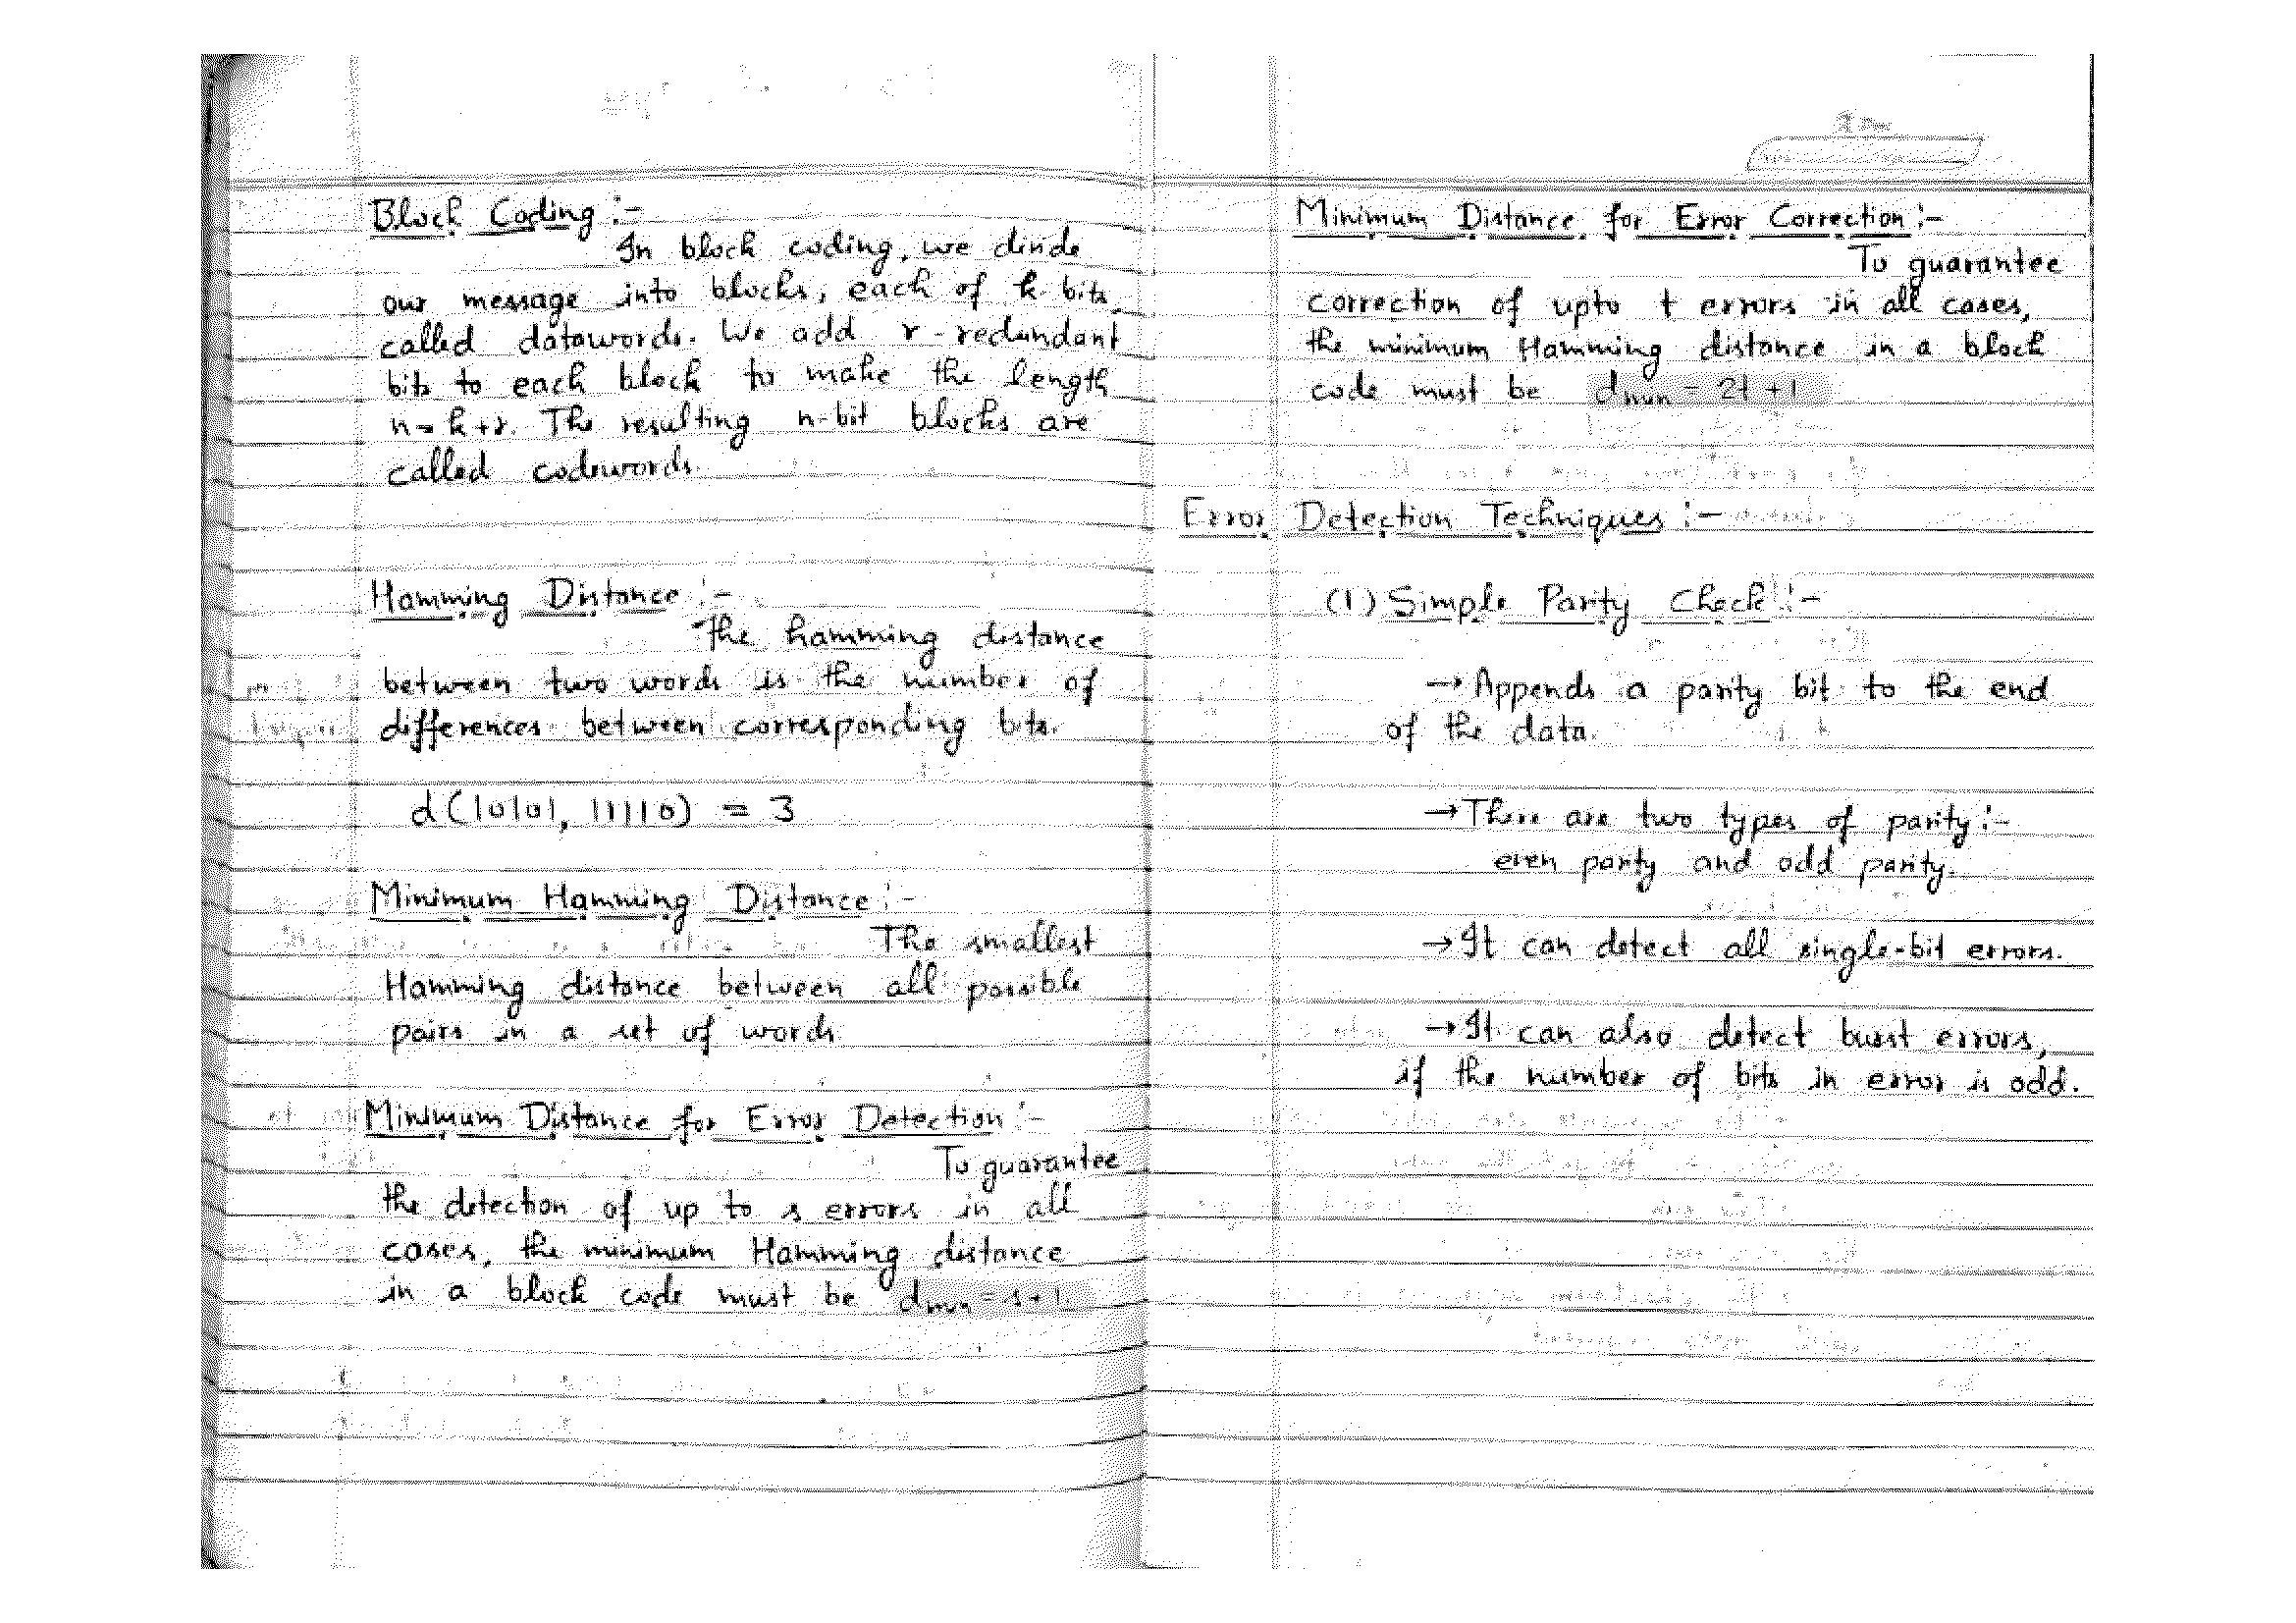 Block Coding :-
In block coding, we divide
our message into blocks, each of k bits
called datawords. We add r-redundant
bits to each block to make the length
n = k+r. The resulting n-bit blocks are
called codewords.
Hamming Distance :-
The hamming distance
between two words is the number of
differences between corresponding bits.
d(10101, 11110) = 3
Minimum Hamming Distance :-
The smallest
Hamming distance between all possible
pairs in a set of words.
Minimum Distance for Error Detection :-
To guarantee
the detection of up to s errors in all
cases, the minimum Hamming distance
in a block code must be dmin = s+1
Minimum Distance for Error Correction :-
To guarantee
correction of upto t errors in all cases,
the minimum Hamming distance in a block
code must be dmin = 2t +1
Error Detection Techniques :-
(1) Simple Parity Check :-
→ Appends a parity bit to the end
of the data.
→ There are two types of parity :-
even parity and odd parity.
→ It can detect all single-bit errors.
→ It can also detect burst errors,
if the number of bits in error is odd.